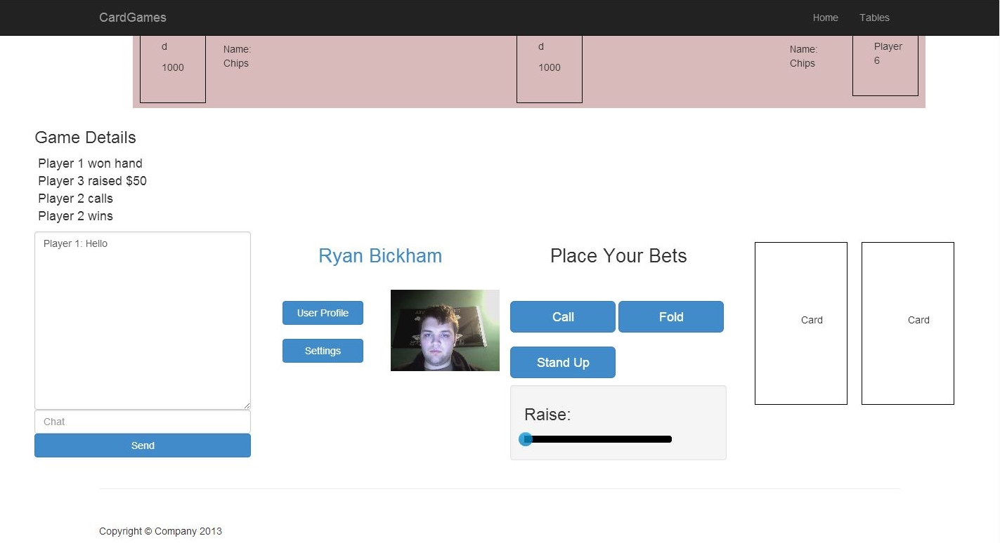 CardGames
Home
Tables
d
1000
Name:
Chips
d
1000
Name:
Chips
Player
6
Game Details
Player 1 won hand
Player 3 raised $50
Player 2 calls
Player 2 wins
Player 1: Hello
Chat
Send
Ryan Bickham
User Profile
Settings
Place Your Bets
Call
Fold
Stand Up
Raise:
Card
Card
Copyright © Company 2013